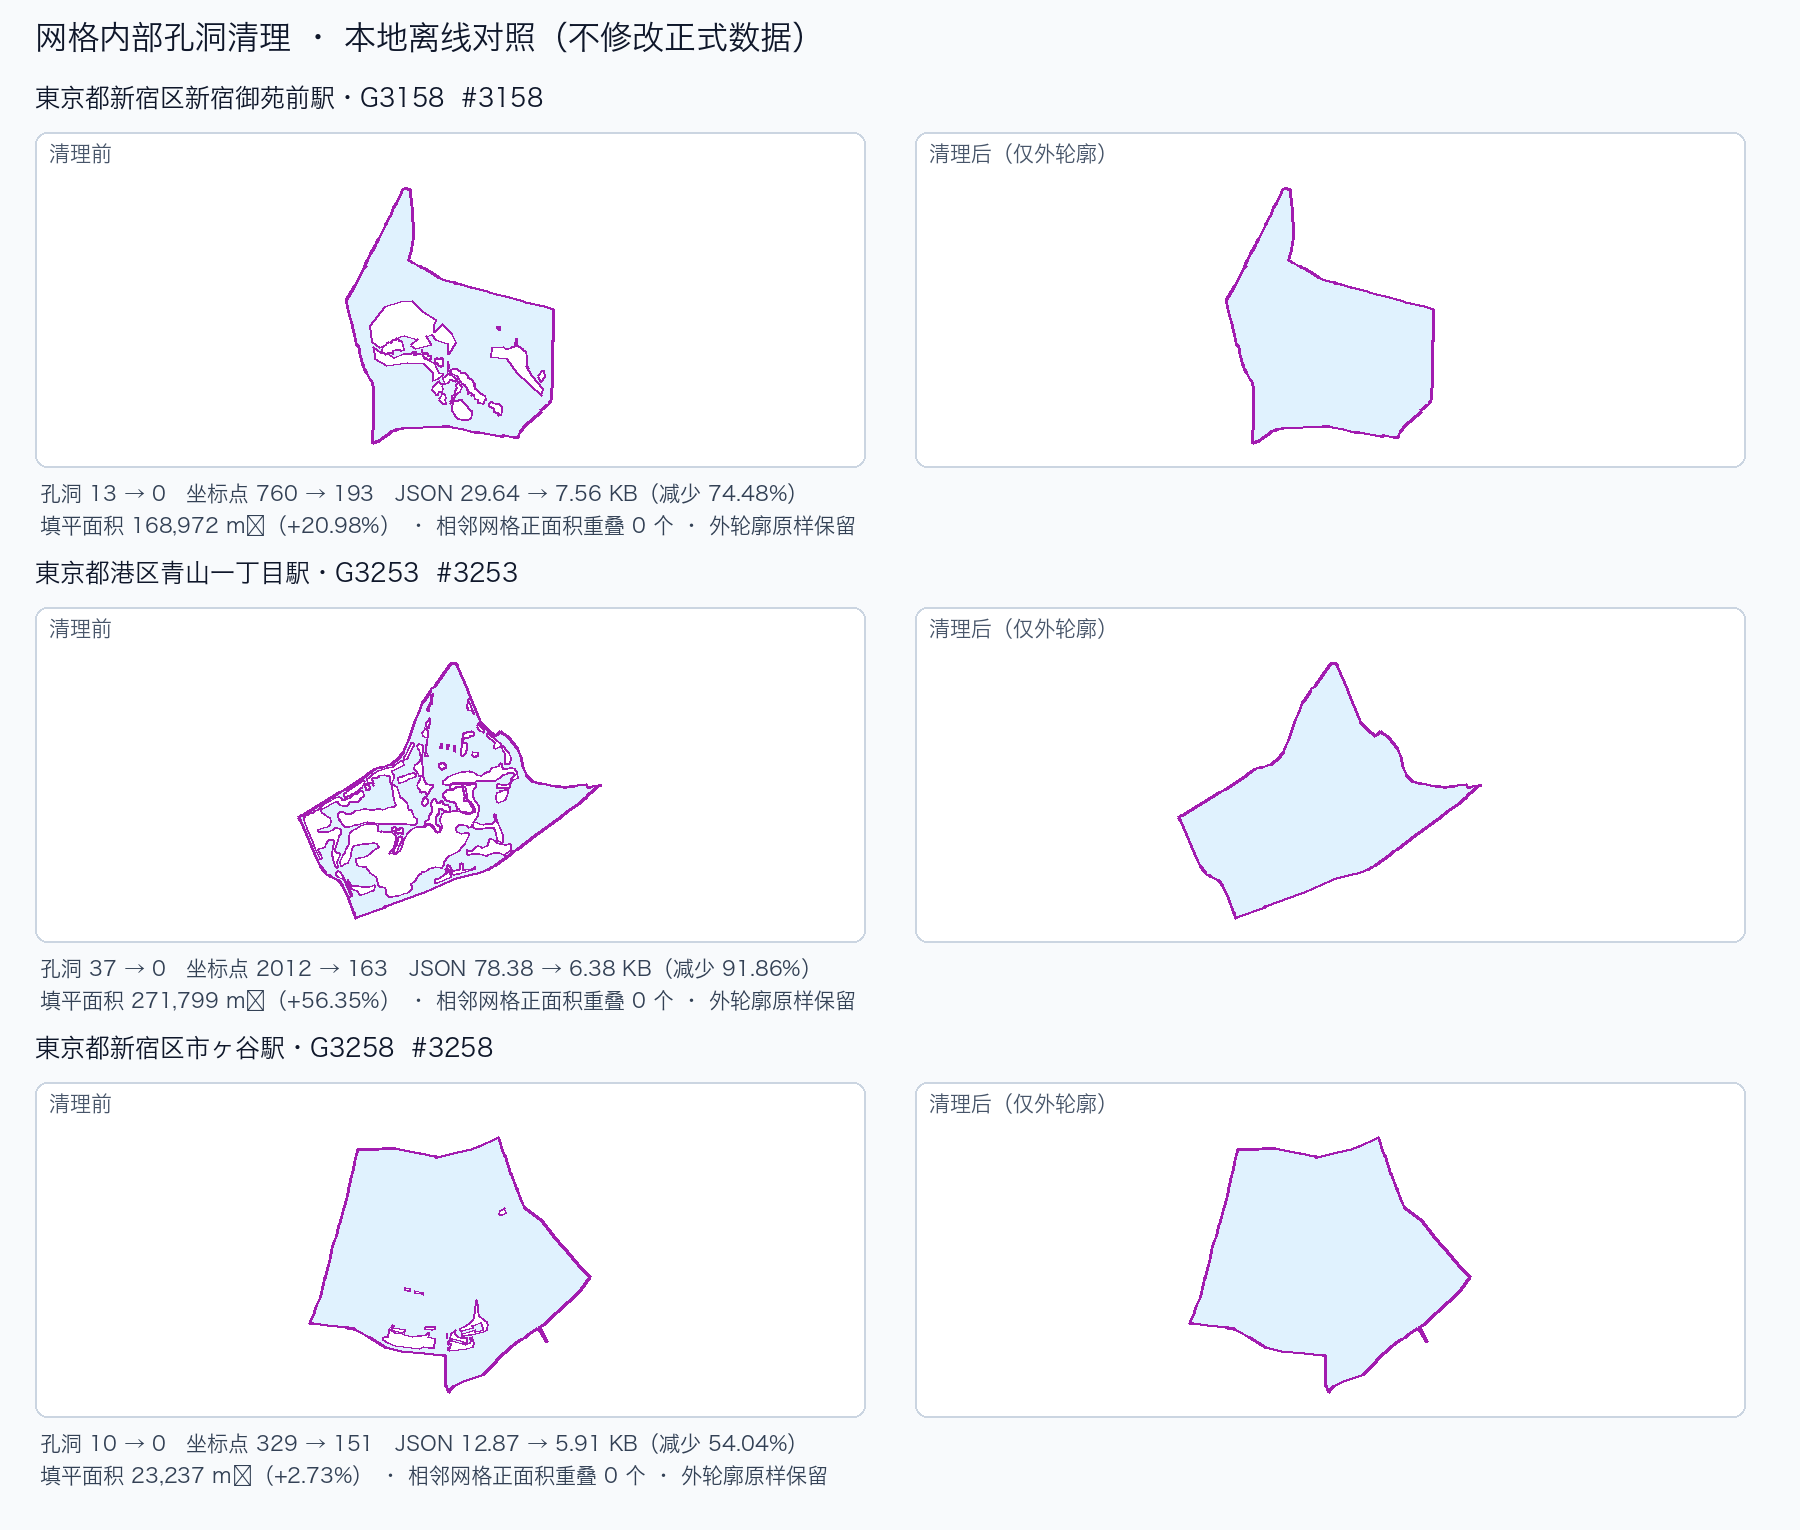 网格内部孔洞清理 · 本地离线对照（不修改正式数据）
東京都新宿区新宿御苑前駅・G3158 #3158
清理前
清理后（仅外轮廓）
孔洞 13 → 0 坐标点 760 → 193 JSON 29.64 → 7.56 KB（减少 74.48%）
填平面积 168,972 m（+20.98%） · 相邻网格正面积重叠 0 个 · 外轮廓原样保留
東京都港区青山一丁目駅・G3253 #3253
清理前
清理后（仅外轮廓）
孔洞 37 → 0 坐标点 2012 → 163 JSON 78.38 → 6.38 KB（减少 91.86%）
填平面积 271,799 m（+56.35%） · 相邻网格正面积重叠 0 个 · 外轮廓原样保留
東京都新宿区市ヶ谷駅・G3258 #3258
清理前
清理后（仅外轮廓）
孔洞 10 → 0 坐标点 329 → 151 JSON 12.87 → 5.91 KB（减少 54.04%）
填平面积 23,237 m（+2.73%） · 相邻网格正面积重叠 0 个 · 外轮廓原样保留